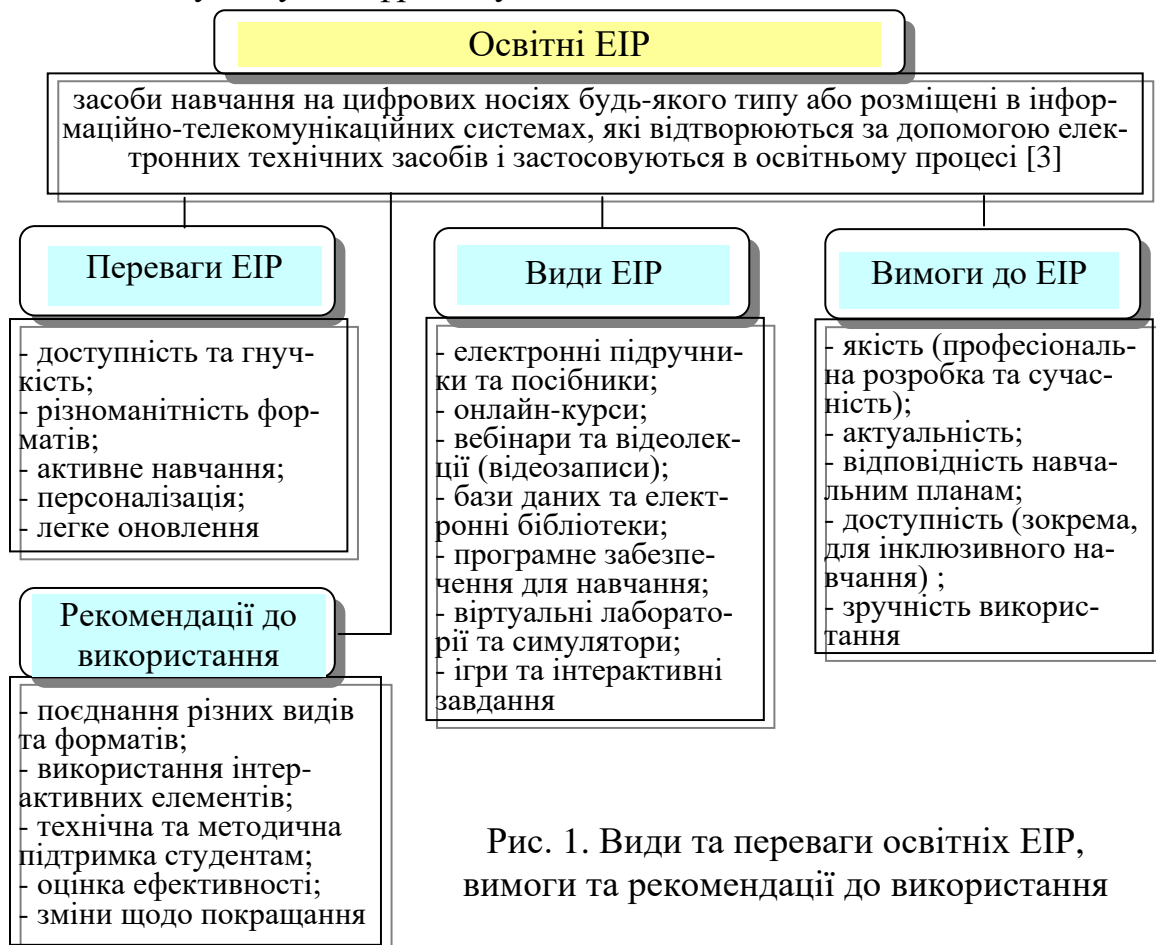 Освітні ЕІР
засоби навчання на цифрових носіях будь-якого типу або розміщені в інфор-
маційно-телекомунікаційних системах, які відтворюються за допомогою елек-
тронних технічних засобів і застосовуються в освітньому процесі [3]
Переваги ЕІР
- доступність та гнуч-
кість;
- різноманітність фор-
матів;
- активне навчання;
- персоналізація;
- легке оновлення
Рекомендації до
використання
- поєднання різних видів
та форматів;
- використання інтер-
активних елементів;
- технічна та методична
підтримка студентам;
- оцінка ефективності;
- зміни щодо покращання
Види ЕІР
- електронні підручни-
ки та посібники;
- онлайн-курси;
- вебінари та відеолек-
ції (відеозаписи);
- бази даних та елект-
ронні бібліотеки;
- програмне забезпе-
чення для навчання;
- віртуальні лаборато-
рії та симулятори;
- ігри та інтерактивні
завдання
Вимоги до ЕІР
- якість (професіональ-
на розробка та сучас-
ність);
- актуальність;
- відповідність навча-
льним планам;
- доступність (зокрема,
для інклюзивного на-
вчання) ;
- зручність викорис-
тання
Рис. 1. Види та переваги освітніх ЕІР,
вимоги та рекомендації до використання